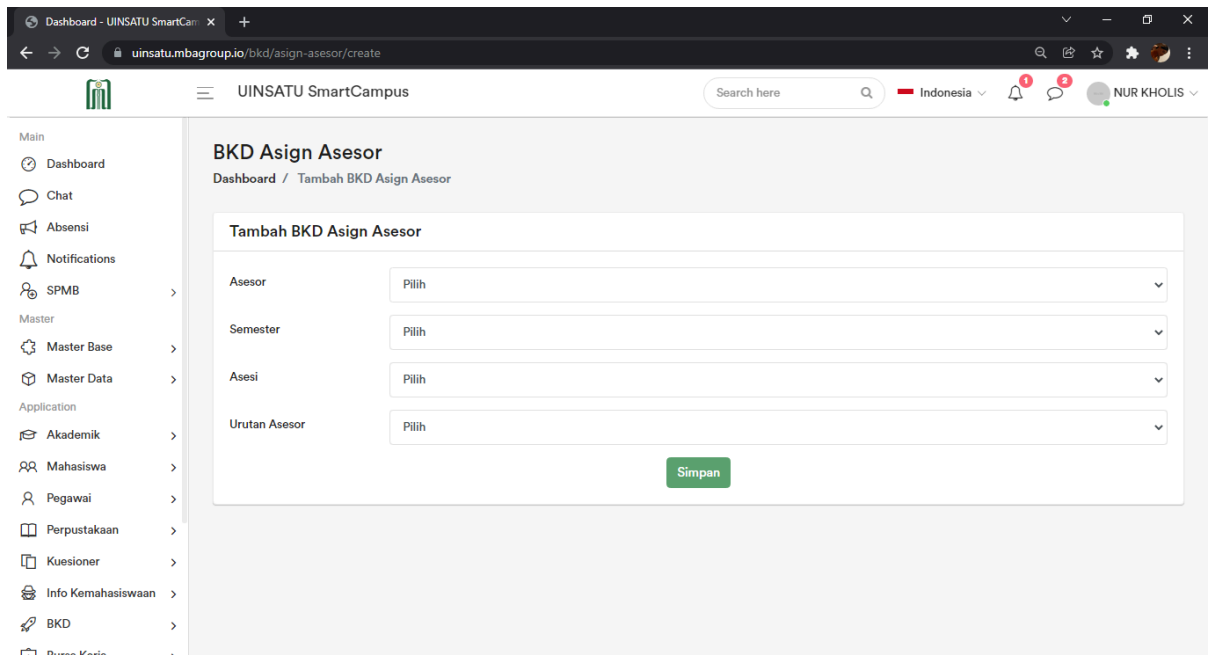 Dashboard - UINSATU SmartCam
uinsatu.mbagroup.io/bkd/asign-asesor/create
UINSATU SmartCampus
Search here
Indonesia
1
2
NUR KHOLIS
Main
Dashboard
Chat
Absensi
Notifications
SPMB
Master
Master Base
Master Data
Application
Akademik
Mahasiswa
Pegawai
Perpustakaan
Kuesioner
Info Kemahasiswaan
BKD
BKD Asign Asesor
Dashboard / Tambah BKD Asign Asesor
Tambah BKD Asign Asesor
Asesor Pilih
Semester Pilih
Asesi Pilih
Urutan Asesor Pilih
Simpan